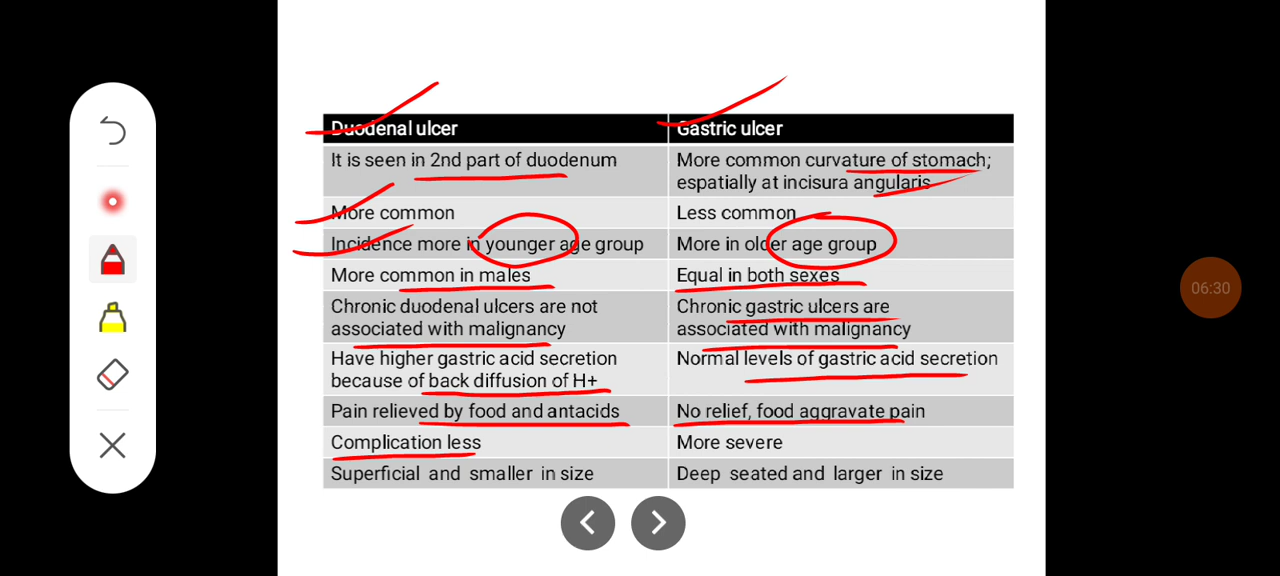 Duodenal ulcer
Gastric ulcer
It is seen in 2nd part of duodenum
More common curvature of stomach;
espatially at incisura angularis
More common
Less common
Incidence more in younger age group
More in older age group
More common in males
Equal in both sexes
Chronic duodenal ulcers are not
associated with malignancy
Chronic gastric ulcers are
associated with malignancy
Have higher gastric acid secretion
because of back diffusion of H+
Normal levels of gastric acid secretion
Pain relieved by food and antacids
No relief, food aggravate pain
Complication less
More severe
Superficial and smaller in size
Deep seated and larger in size
06:30